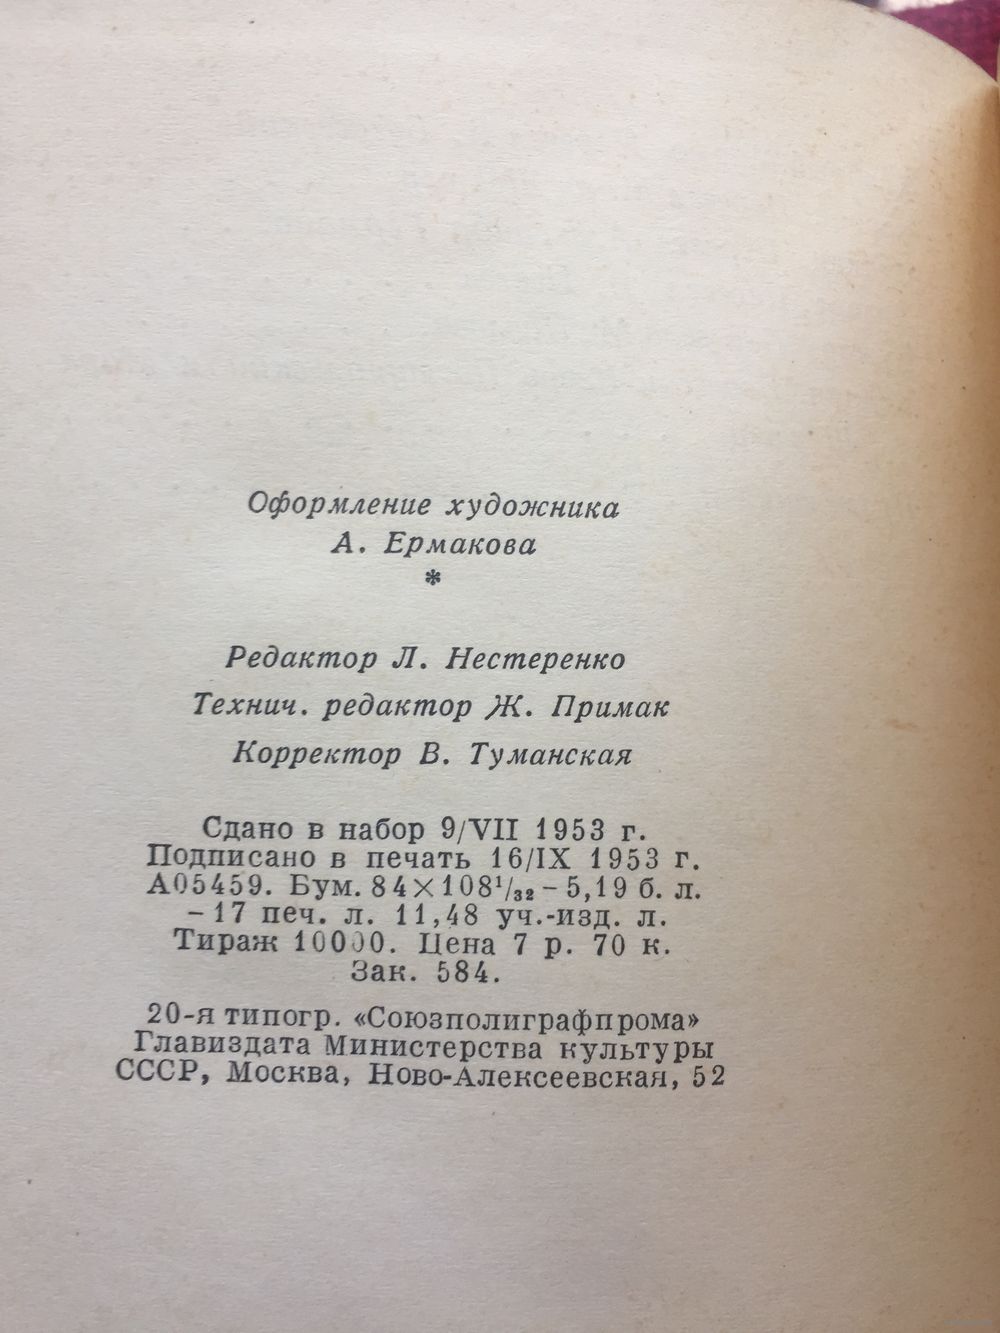 Оформление художника
А. Ермакова
*
Редактор Л. Нестеренко
Технич. редактор Ж. Примак
Корректор В. Туманская
Сдано в набор 9/VII 1953 г.
Подписано в печать 16/IX 1953 г.
А05459. Бум. 84×108¹/₃₂ – 5,19 б. л.
– 17 печ. л. 11,48 уч.-изд. л.
Тираж 10000. Цена 7 р. 70 к.
Зак. 584.
20-я типогр. «Союзполиграфпрома»
Главиздата Министерства культуры
СССР, Москва, Ново-Алексеевская, 52